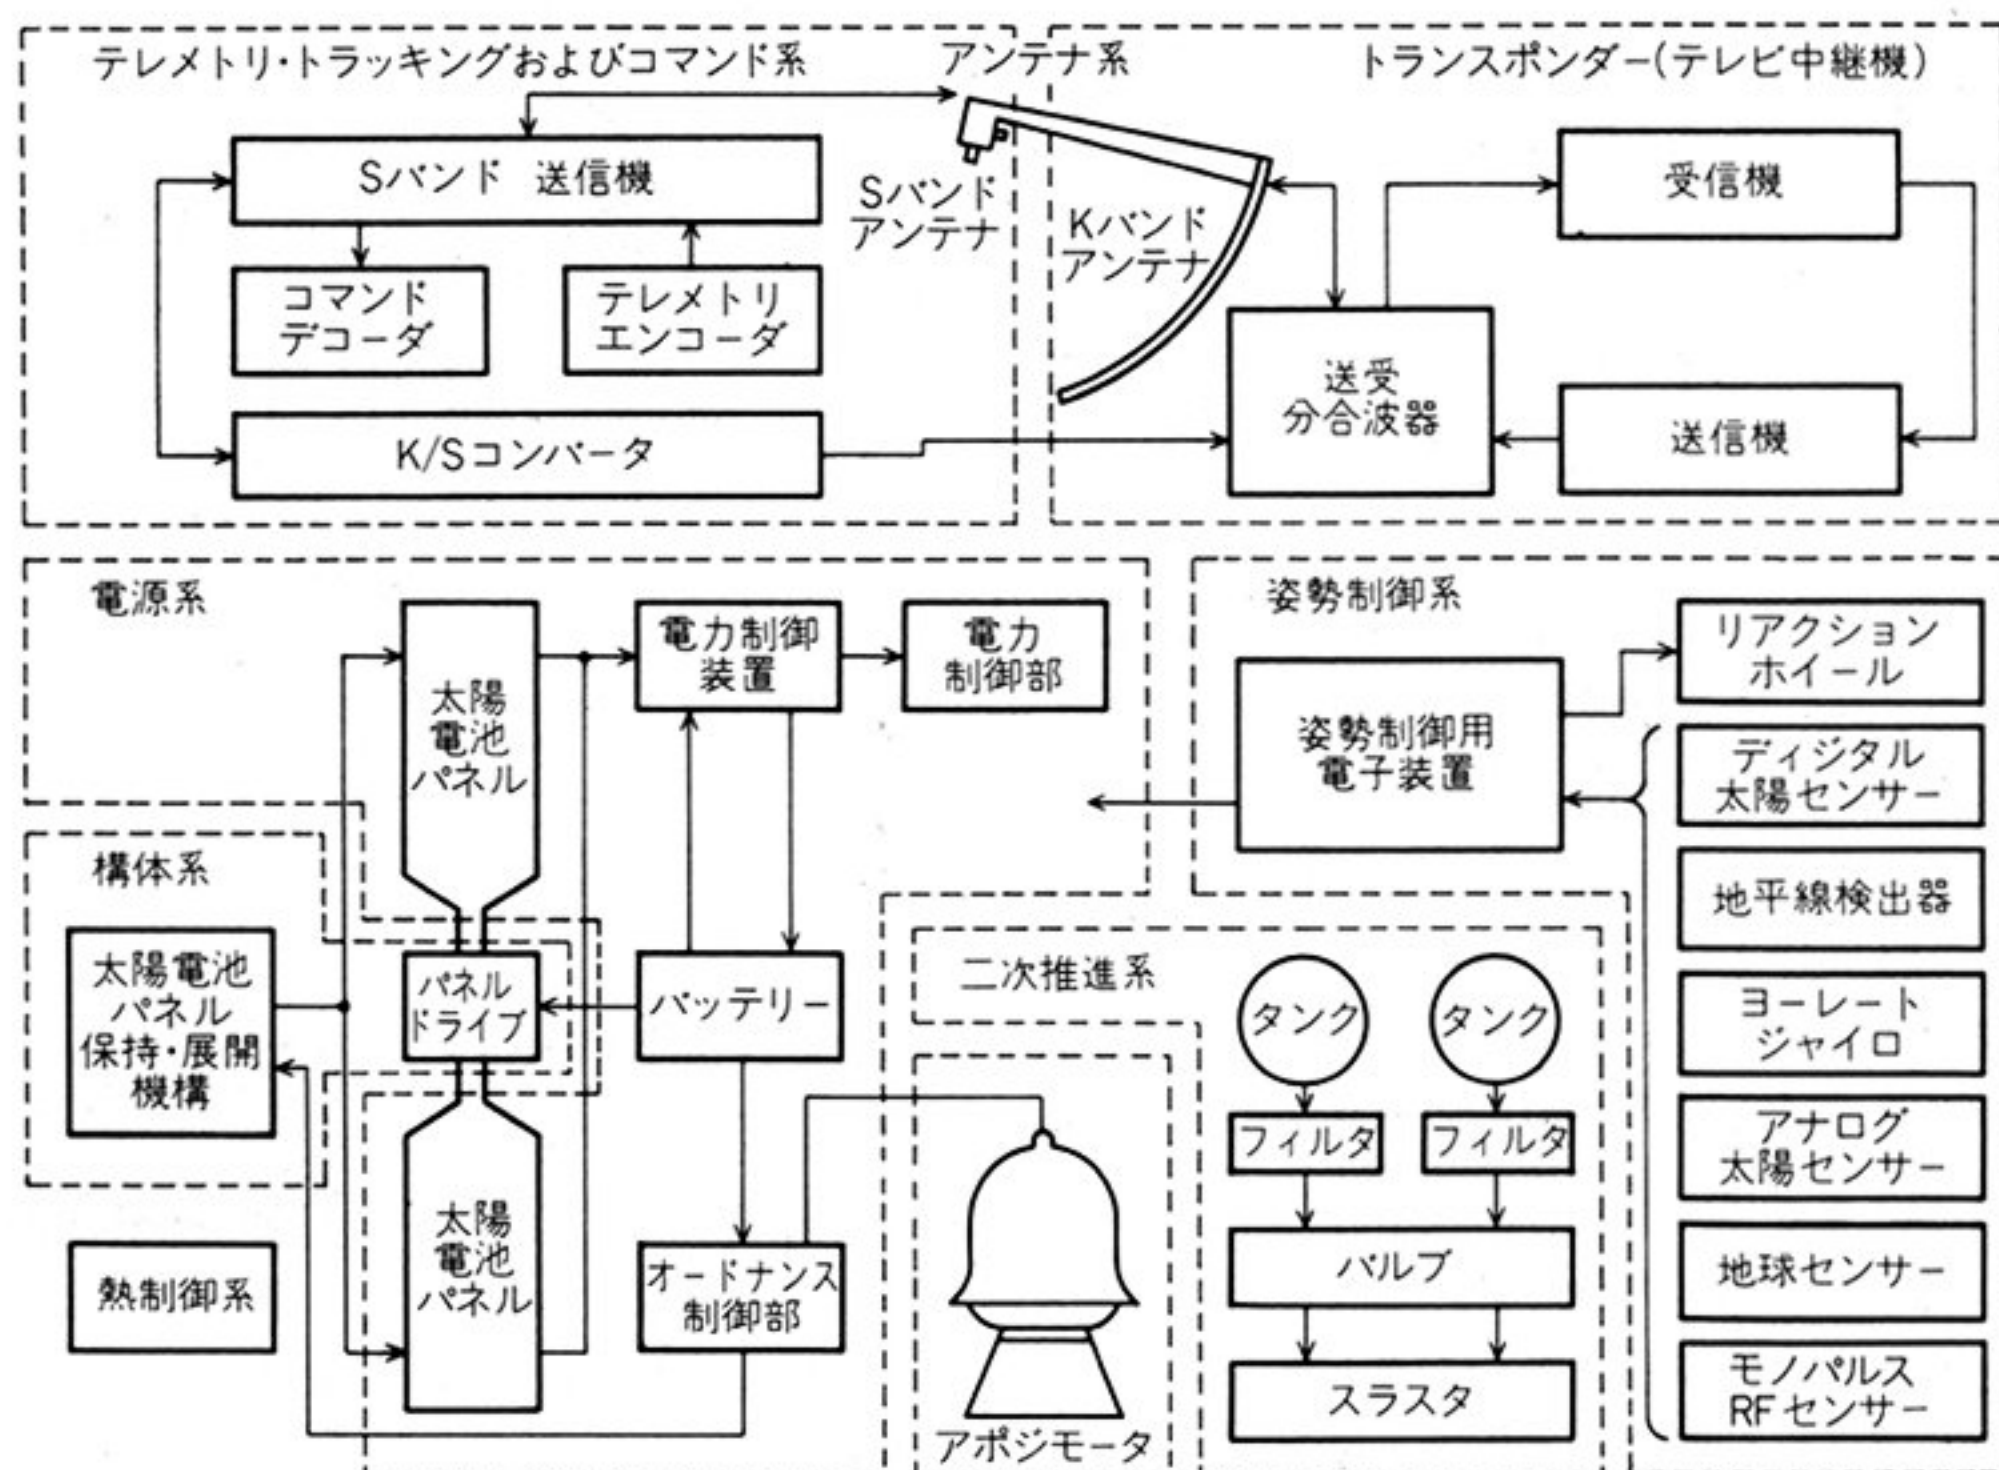 テレメトリ・トラッキングおよびコマンド系
アンテナ系
トランスポンダー(テレビ中継機)
Sバンド 送信機
コマンド
デコーダ
テレメトリ
エンコーダ
K/Sコンバータ
Sバンド
アンテナ
Kバンド
アンテナ
送受
分合波器
受信機
送信機
電源系
太陽
電池
パネル
電力制御
装置
電力
制御部
構体系
太陽電池
パネル
保持・展開
機構
パネル
ドライブ
バッテリー
太陽
電池
パネル
オードナンス
制御部
熱制御系
アポジモータ
二次推進系
タンク
タンク
フィルタ
フィルタ
バルブ
スラスタ
姿勢制御系
姿勢制御用
電子装置
リアクション
ホイール
ディジタル
太陽センサー
地平線検出器
ヨーレート
ジャイロ
アナログ
太陽センサー
地球センサー
モノパルス
RFセンサー